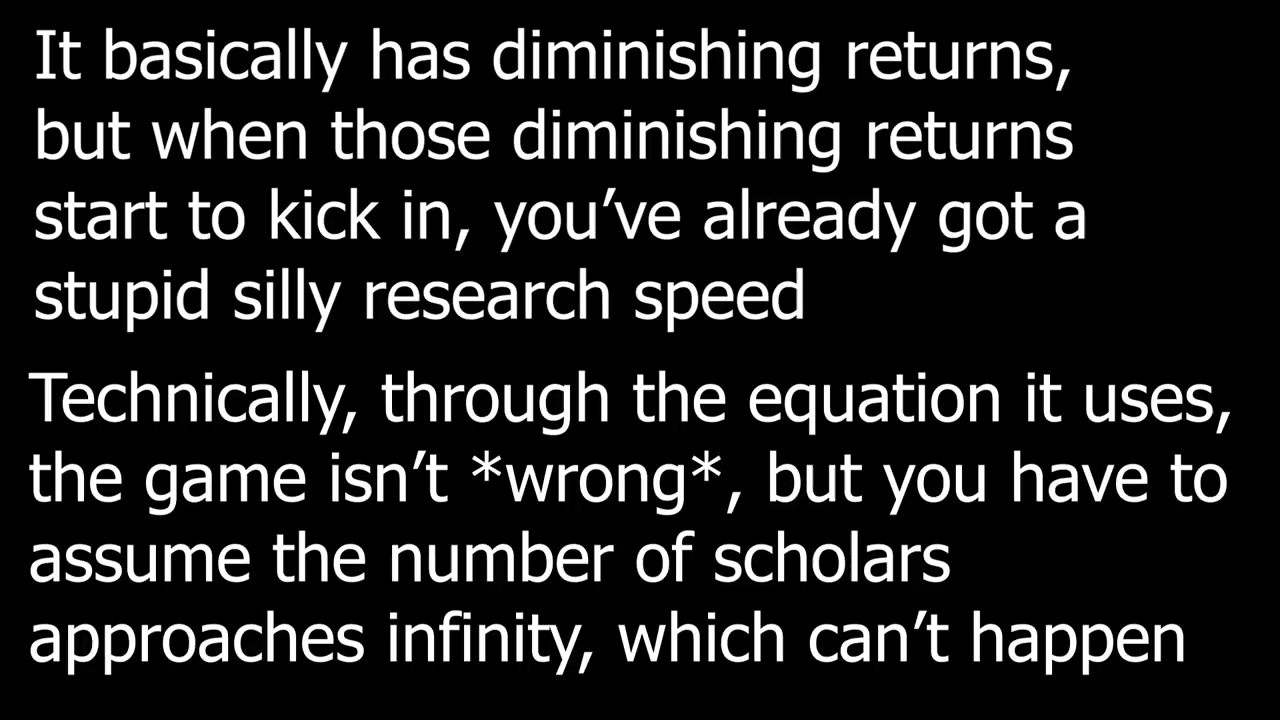 It basically has diminishing returns,
but when those diminishing returns
start to kick in, you’ve already got a
stupid silly research speed
Technically, through the equation it uses,
the game isn’t *wrong*, but you have to
assume the number of scholars
approaches infinity, which can’t happen